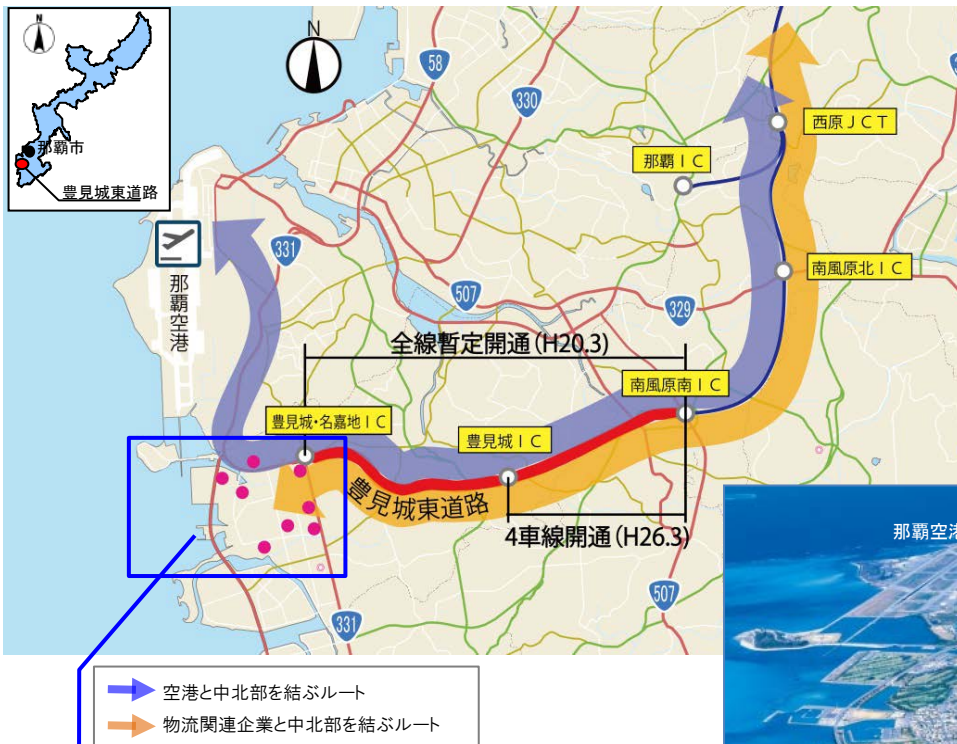 N
那覇市
豊見城東道路
N
58
330
西原JCT
那覇IC
331
南風原北IC
507
329
那覇空港
全線暫定開通(H20.3)
南風原南IC
豊見城・名嘉地IC
豊見城IC
豊見城東道路
4車線開通(H26.3)
那覇空港
507
331
空港と中北部を結ぶルート
物流関連企業と中北部を結ぶルート